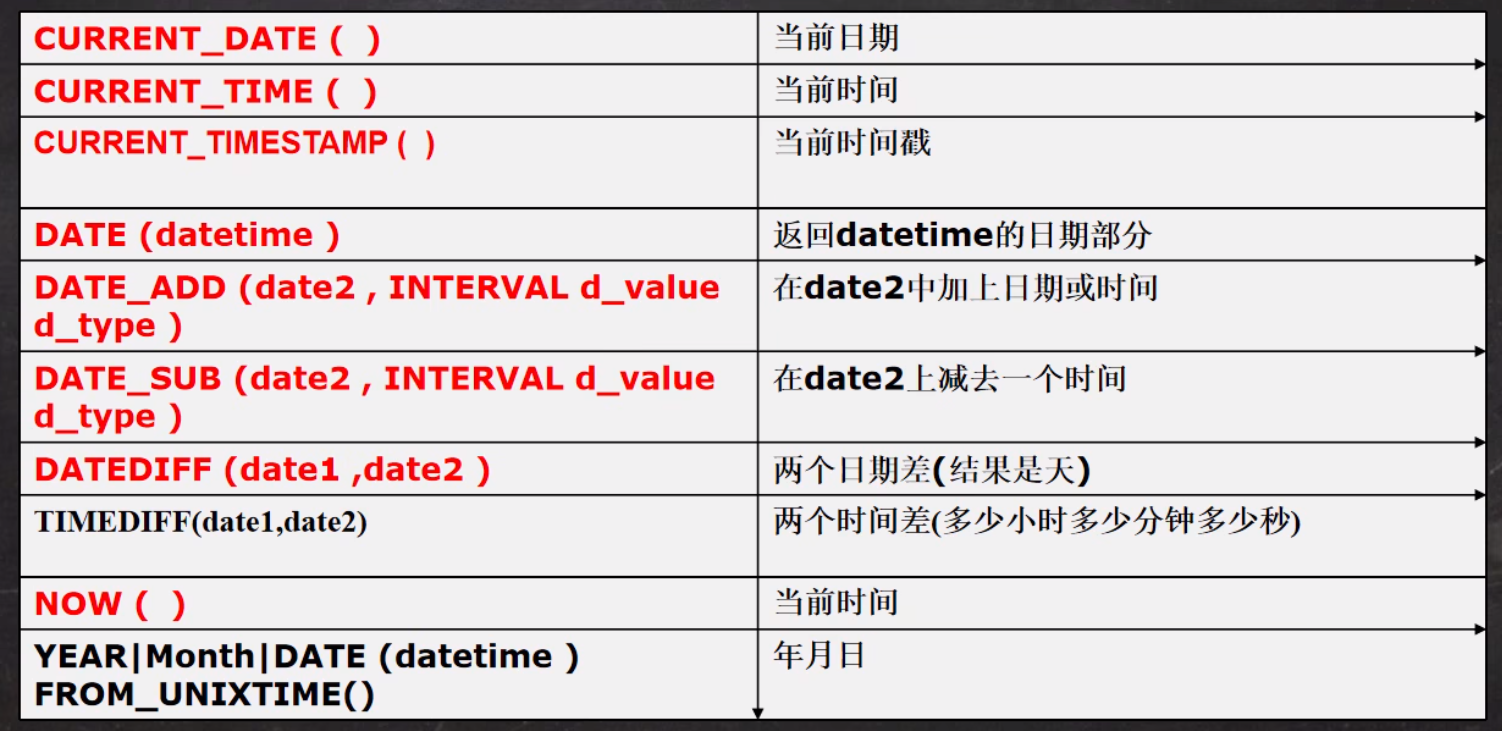 CURRENT_DATE (  )
当前日期
CURRENT_TIME (  )
当前时间
CURRENT_TIMESTAMP (  )
当前时间戳
DATE (datetime )
返回datetime的日期部分
DATE_ADD (date2 , INTERVAL d_value
d_type )
在date2中加上日期或时间
DATE_SUB (date2 , INTERVAL d_value
d_type )
在date2上减去一个时间
DATEDIFF (date1 ,date2 )
两个日期差(结果是天)
TIMEDIFF(date1,date2)
两个时间差(多少小时多少分钟多少秒)
NOW (  )
当前时间
YEAR|Month|DATE (datetime )
FROM_UNIXTIME()
年月日